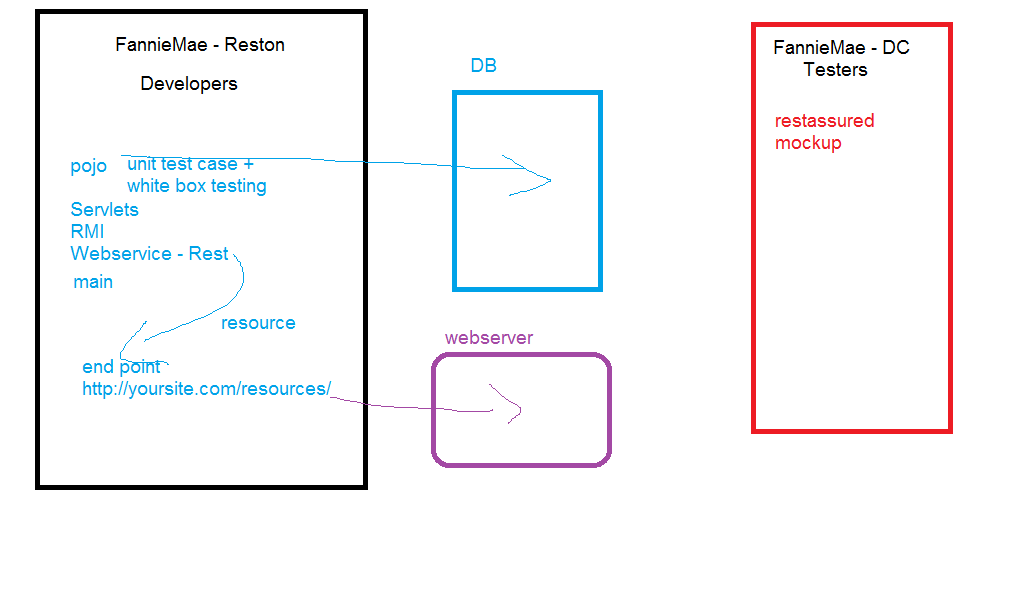 FannieMae - Reston
Developers
pojo
unit test case +
white box testing
Servlets
RMI
Webservice - Rest
main
resource
end point
http://yoursite.com/resources/
DB
webserver
FannieMae - DC
Testers
restassured
mockup